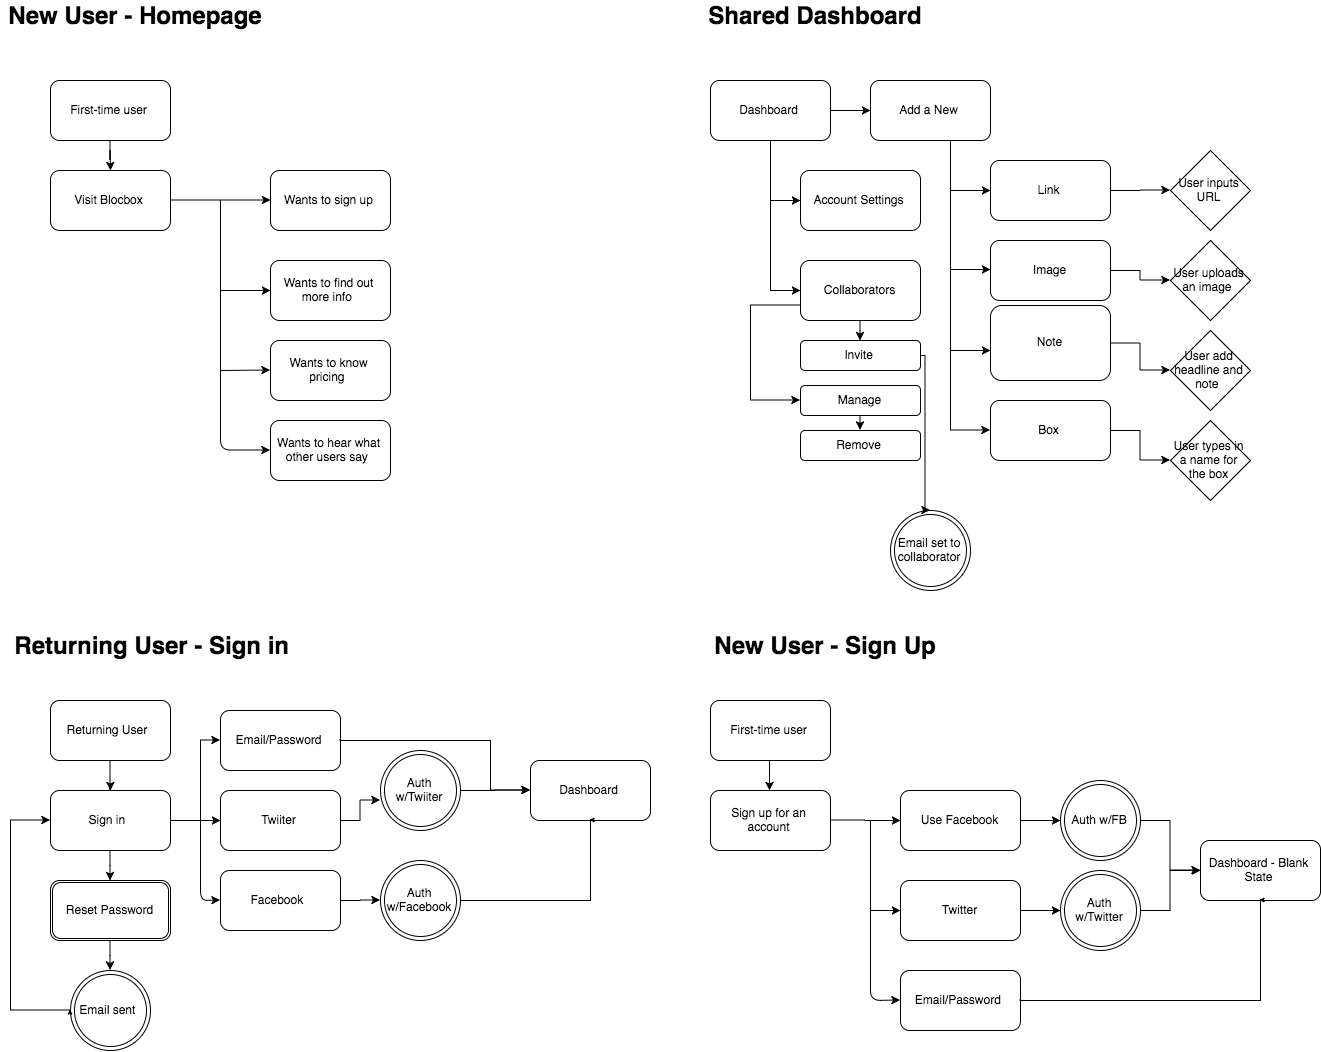 New User - Homepage
First-time user
Visit Blocbox
Wants to sign up
Wants to find out
more info
Wants to know
pricing
Wants to hear what
other users say
Shared Dashboard
Dashboard
Add a New
Account Settings
Collaborators
Invite
Manage
Remove
Email set to
collaborator
Link
User inputs
URL
Image
User uploads
an image
Note
User add
headline and
note
Box
User types in
a name for
the box
Returning User - Sign in
Returning User
Sign in
Reset Password
Email sent
Email/Password
Twiiter
Facebook
Auth
w/Twiiter
Auth
w/Facebook
Dashboard
New User - Sign Up
First-time user
Sign up for an
account
Use Facebook
Auth w/FB
Twitter
Auth
w/Twitter
Email/Password
Dashboard - Blank
State